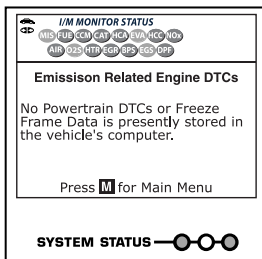 I/M MONITOR STATUS
MIS FUE CCM CAT HCA EVA HCC NOx
AIR O2S HTR EGR BPS EGS DPF
Emissison Related Engine DTCs
No Powertrain DTCs or Freeze
Frame Data is presently stored in
the vehicle's computer.
Press M for Main Menu
SYSTEM STATUS